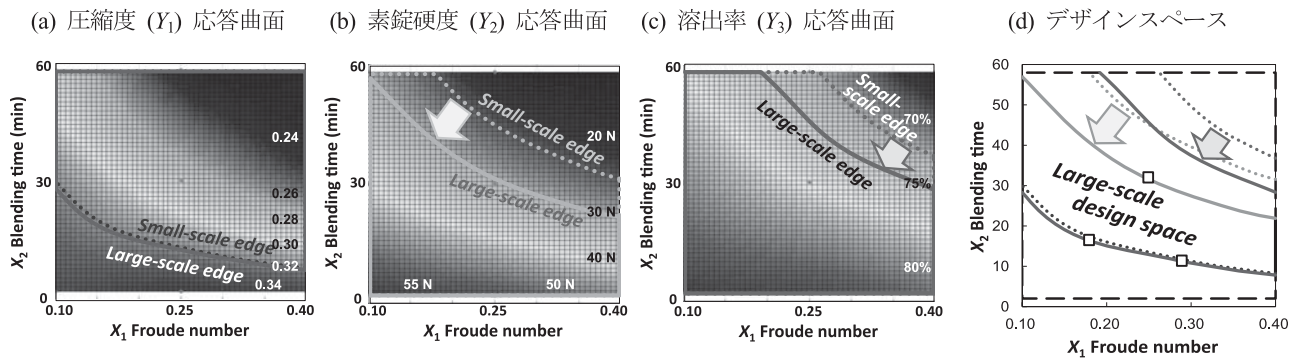 (a) 圧縮度 (Y1) 応答曲面
60
30
0
X2 Blending time (min)
0.24
0.26
0.28
0.30
0.32
0.34
Small-scale edge
Large-scale edge
0.10 0.25 0.40
X1 Froude number
(b) 素錠硬度 (Y2) 応答曲面
60
30
0
X2 Blending time (min)
Small-scale edge
20 N
Large-scale edge
30 N
40 N
55 N 50 N
0.10 0.25 0.40
X1 Froude number
(c) 溶出率 (Y3) 応答曲面
60
30
0
X2 Blending time (min)
Small-
scale edge
70%
Large-scale edge
75%
80%
0.10 0.25 0.40
X1 Froude number
(d) デザインスペース
60
50
40
30
20
10
0
X2 Blending time
Large-scale
design space
0.10 0.20 0.30 0.40
X1 Froude number